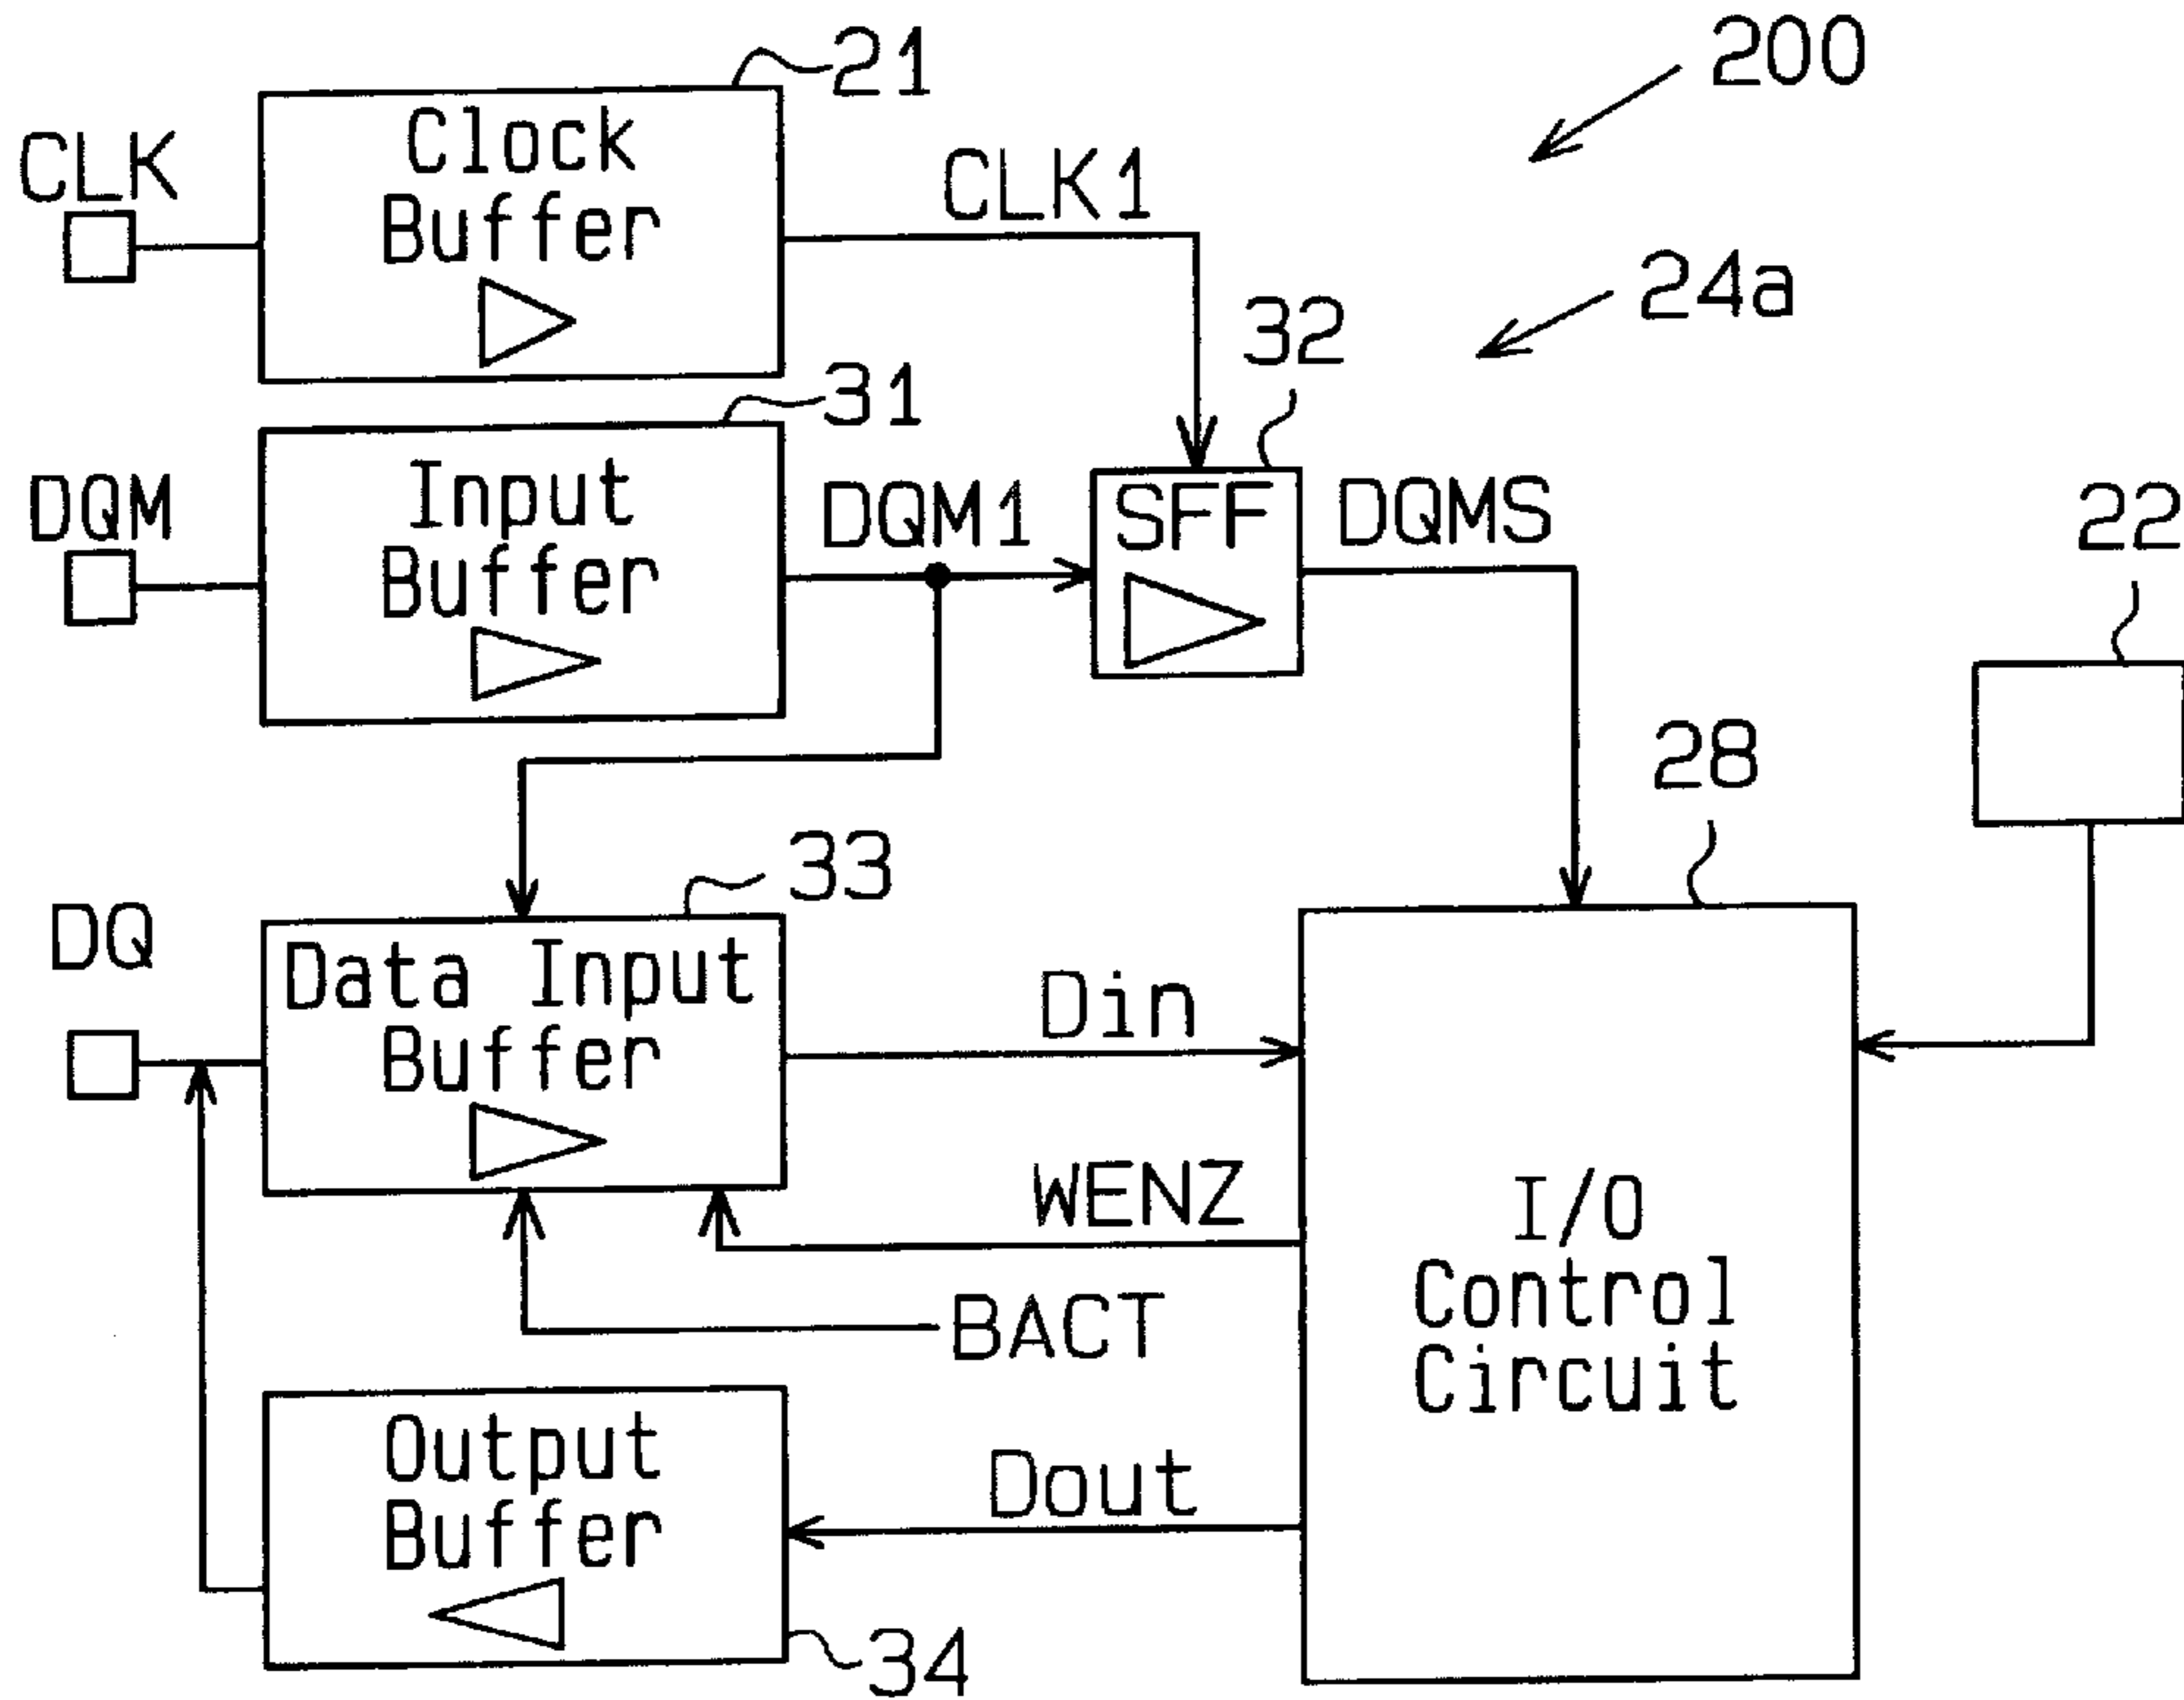 21
200
CLK
Clock
Buffer
CLK1
24a
32
31
DQM
Input
Buffer
DQM1
SFF
DQMS
22
28
33
DQ
Data Input
Buffer
Din
WENZ
I/O
Control
Circuit
BACT
Output
Buffer
Dout
34